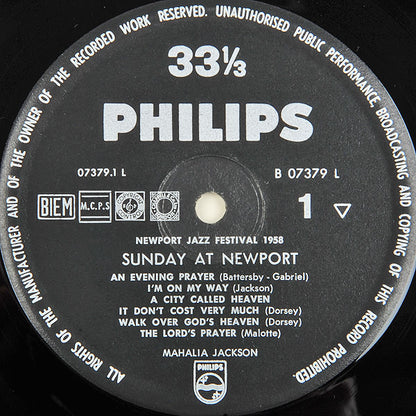 ALL RIGHTS OF THE MANUFACTURER AND OF THE OWNER OF THE RECORDED WORK RESERVED. UNAUTHORISED PUBLIC PERFORMANCE, BROADCASTING AND COPYING OF THIS RECORD PROHIBITED.
33⅓
PHILIPS
07379.1 L
B 07379 L
BIEM
M.C.P.S
1
NEWPORT JAZZ FESTIVAL 1958
SUNDAY AT NEWPORT
AN EVENING PRAYER (Battersby - Gabriel)
I'M ON MY WAY (Jackson)
A CITY CALLED HEAVEN
IT DON'T COST VERY MUCH (Dorsey)
WALK OVER GOD'S HEAVEN (Dorsey)
THE LORD'S PRAYER (Malotte)
MAHALIA JACKSON
PHILIPS